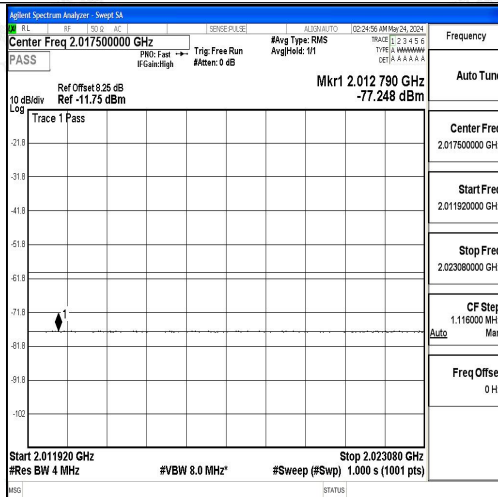 Agilent Spectrum Analyzer - Swept SA
RL RF 50 Ω AC SENSE:PULSE ALIGNAUTO 02:24:56 AM May 24, 2024
Center Freq 2.017500000 GHz
PASS
PNO: Fast
IFGain:High
Trig: Free Run
#Atten: 0 dB
#Avg Type: RMS
Avg|Hold: 1/1
TRACE 1 2 3 4 5 6
TYPE A WWWWW
DET A A A A A A
Ref Offset 8.25 dB
10 dB/div Ref -11.75 dBm
Mkr1 2.012 790 GHz
-77.248 dBm
Log
Trace 1 Pass
-21.8
-31.8
-41.8
-51.8
-61.8
-71.8
1
-81.8
-91.8
-102
Start 2.011920 GHz Stop 2.023080 GHz
#Res BW 4 MHz #VBW 8.0 MHz* #Sweep (#Swp) 1.000 s (1001 pts)
MSG STATUS
Frequency
Auto Tune
Center Fre
2.017500000 GH
Start Fre
2.011920000 GH
Stop Fre
2.023080000 GH
CF Step
1.116000 MH
Auto Ma
Freq Offse
0 H